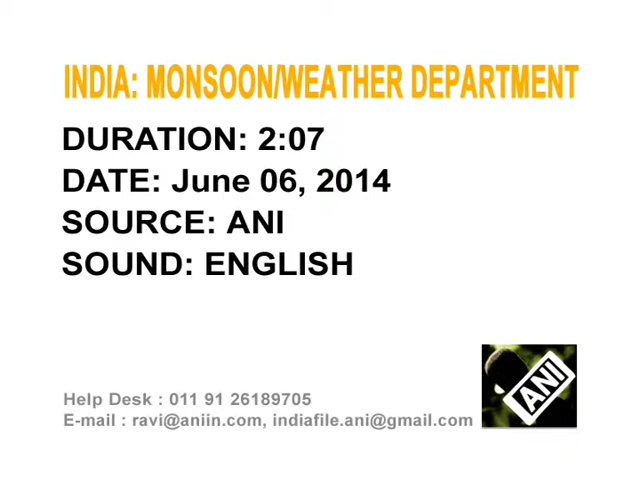 INDIA: MONSOON/WEATHER DEPARTMENT
DURATION: 2:07
DATE: June 06, 2014
SOURCE: ANI
SOUND: ENGLISH
ANI
Help Desk : 011 91 26189705
E-mail : ravi@aniin.com, indiafile.ani@gmail.com